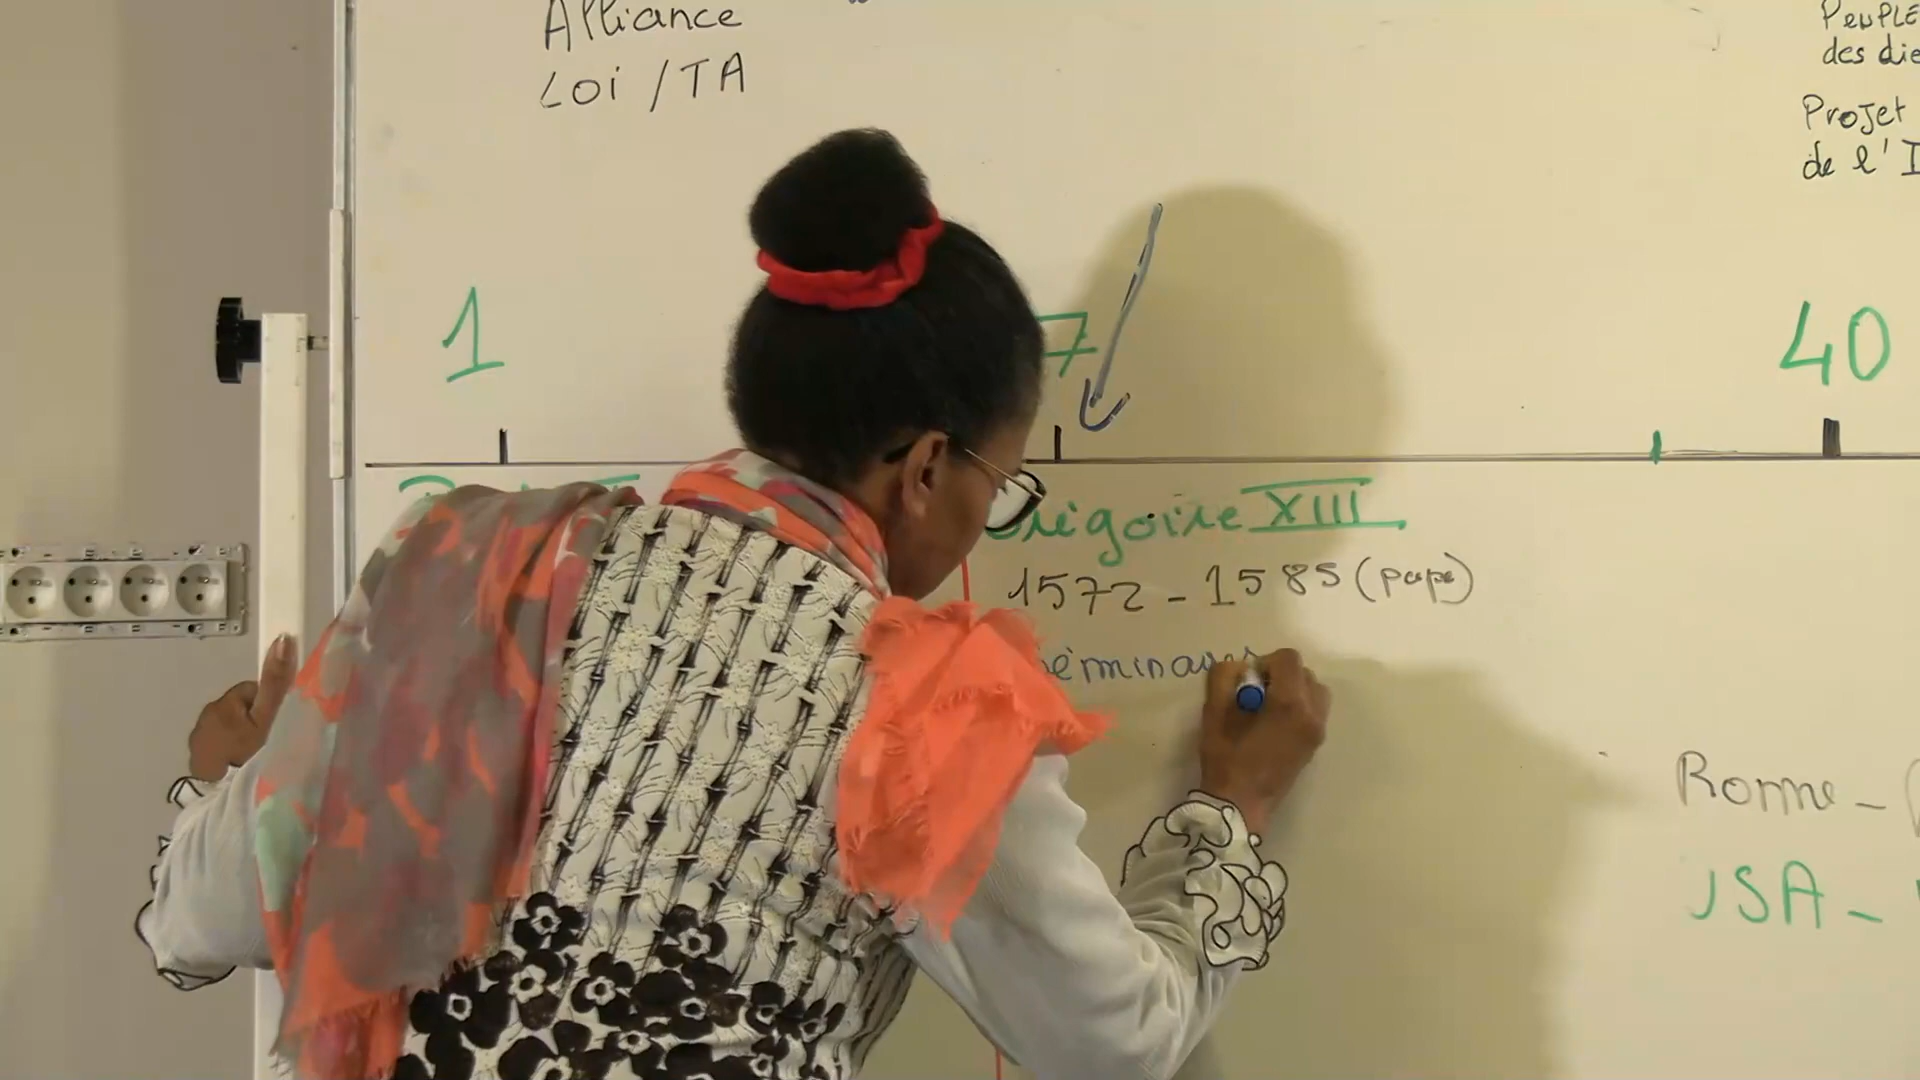 Alliance
Loi / TA
PEUPLE
des die
Projet
de l' I
1
7
40
Grégoire XIII
1572 - 1585 (pape)
Rome -
JSA -